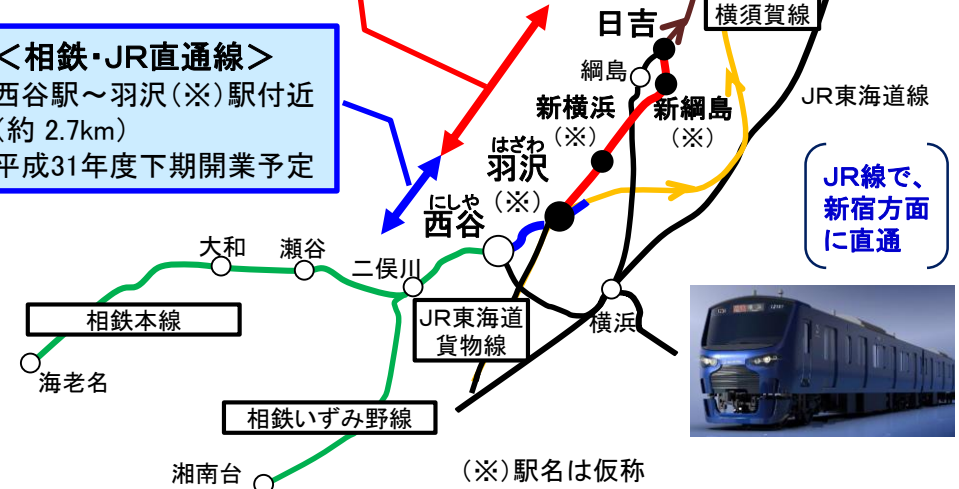 ＜相鉄・JR直通線＞
西谷駅～羽沢(※)駅付近
(約 2.7km)
平成31年度下期開業予定
横須賀線
日吉
綱島
JR東海道線
新横浜
(※)
新綱島
(※)
はざわ
羽沢
(※)
にしや
西谷
JR線で、
新宿方面
に直通
大和
瀬谷
二俣川
相鉄本線
JR東海道
貨物線
横浜
海老名
相鉄いずみ野線
湘南台
(※)駅名は仮称